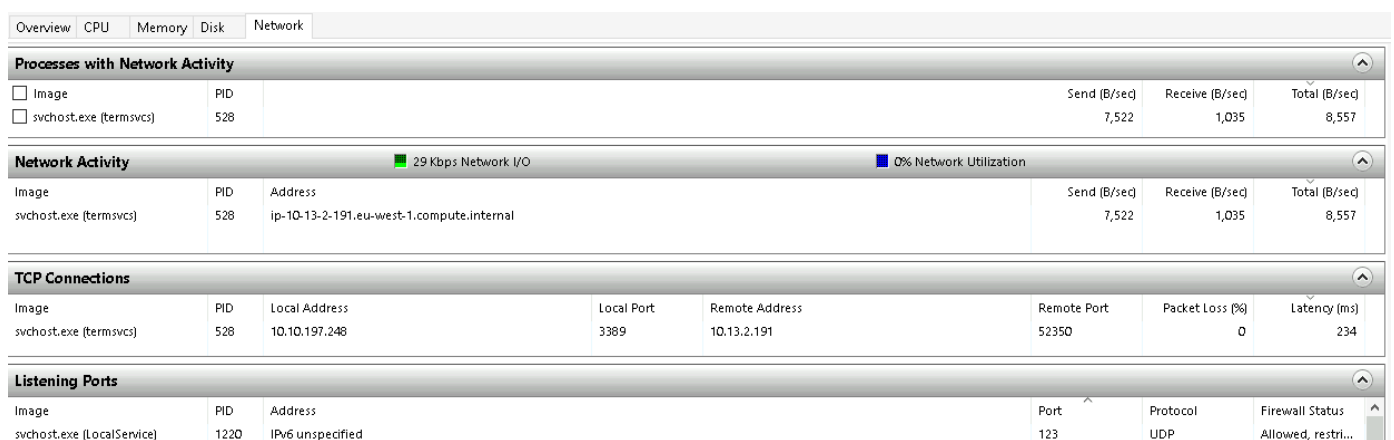 Overview CPU Memory Disk Network
Processes with Network Activity
Image PID Send (B/sec) Receive (B/sec) Total (B/sec)
svchost.exe (termsvcs) 528 7,522 1,035 8,557
Network Activity 29 Kbps Network I/O 0% Network Utilization
Image PID Address Send (B/sec) Receive (B/sec) Total (B/sec)
svchost.exe (termsvcs) 528 ip-10-13-2-191.eu-west-1.compute.internal 7,522 1,035 8,557
TCP Connections
Image PID Local Address Local Port Remote Address Remote Port Packet Loss (%) Latency (ms)
svchost.exe (termsvcs) 528 10.10.197.248 3389 10.13.2.191 52350 0 234
Listening Ports
Image PID Address Port Protocol Firewall Status
svchost.exe (LocalService) 1220 IPv6 unspecified 123 UDP Allowed, restri...